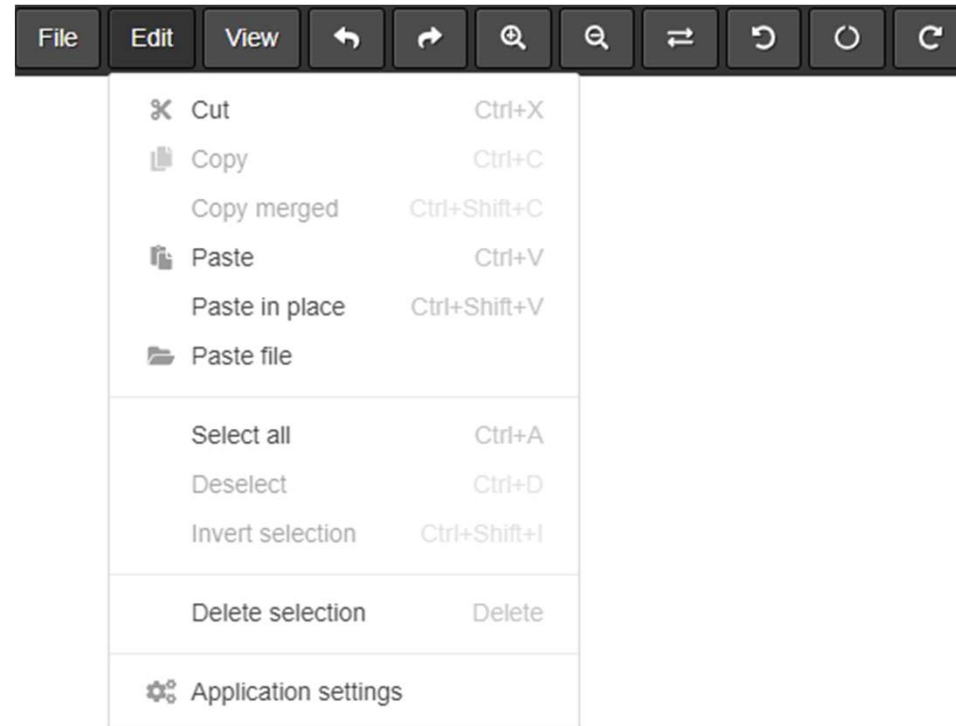 File Edit View
Cut Ctrl+X
Copy Ctrl+C
Copy merged Ctrl+Shift+C
Paste Ctrl+V
Paste in place Ctrl+Shift+V
Paste file
Select all Ctrl+A
Deselect Ctrl+D
Invert selection Ctrl+Shift+I
Delete selection Delete
Application settings